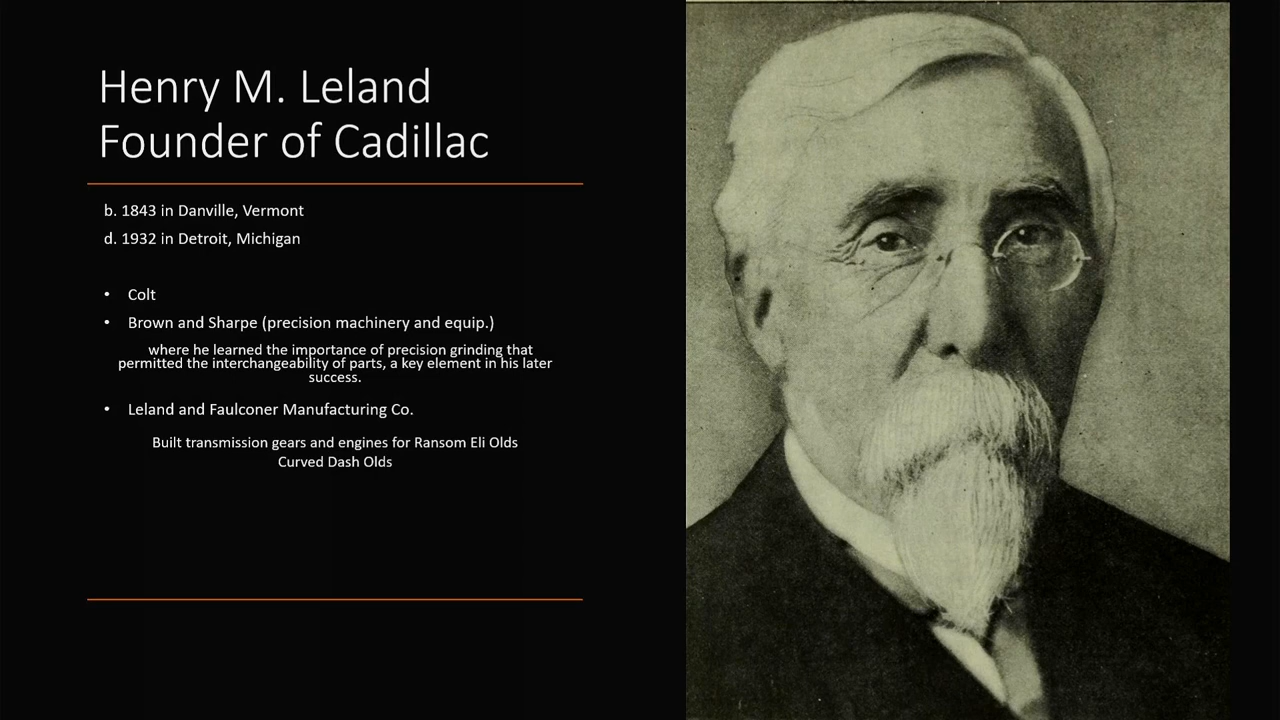 Henry M. Leland
Founder of Cadillac
b. 1843 in Danville, Vermont
d. 1932 in Detroit, Michigan
• Colt
• Brown and Sharpe (precision machinery and equip.)
where he learned the importance of precision grinding that
permitted the interchangeability of parts, a key element in his later
success.
• Leland and Faulconer Manufacturing Co.
Built transmission gears and engines for Ransom Eli Olds
Curved Dash Olds